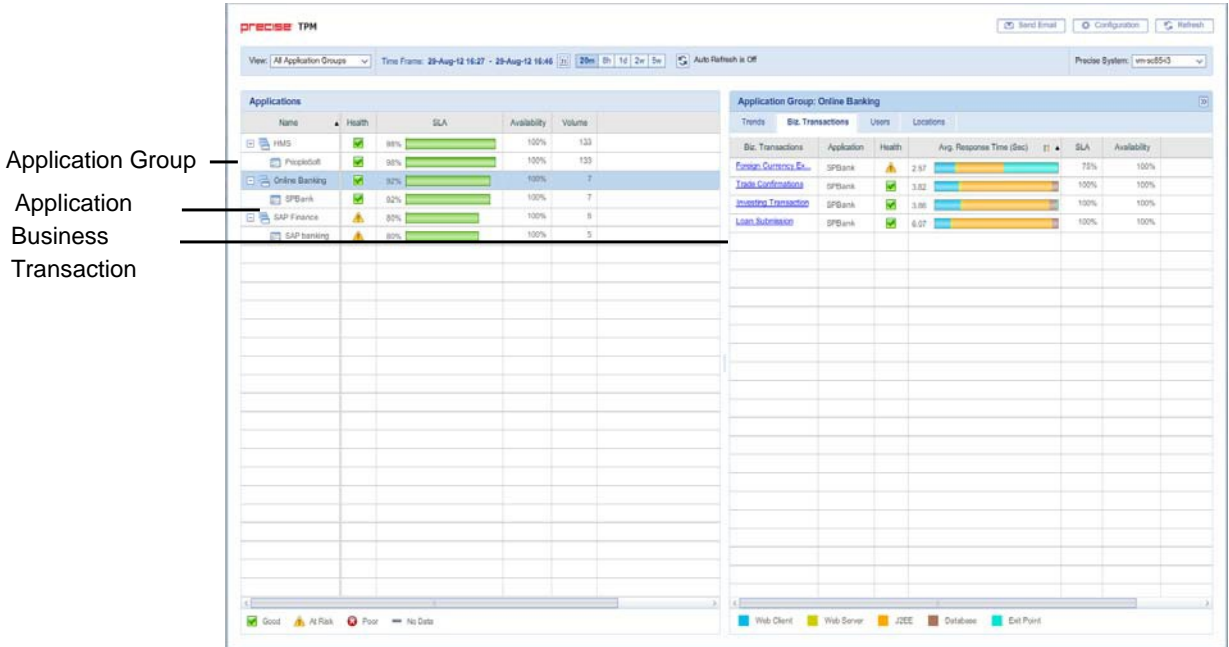 precise TPM
Send Email Configuration Refresh
View: All Application Groups Time Frame: 29-Aug-12 16:27 - 29-Aug-12 16:46 20m 8h 1d 2w 5w Auto Refresh is Off Precise System:
Applications
Name Health SLA Availability Volume
HMS 98% 100% 133
PeopleSoft 98% 100% 133
Online Banking 92% 100% 7
SPBank 92% 100% 7
SAP Finance 80% 100%
SAP banking 80% 100% 5
Good At Risk Poor No Data
Application Group: Online Banking
Trends Biz. Transactions Users Locations
Biz. Transactions Application Health Avg. Response Time (Sec) SLA Availability
Foreign Currency Ex... SPBank 2.57 75% 100%
Trade Confirmations SPBank 3.82 100% 100%
Investing Transaction SPBank 3.86 100% 100%
Loan Submission SPBank 6.07 100% 100%
Web Client Web Server J2EE Database Exit Point
Application Group
Application
Business
Transaction